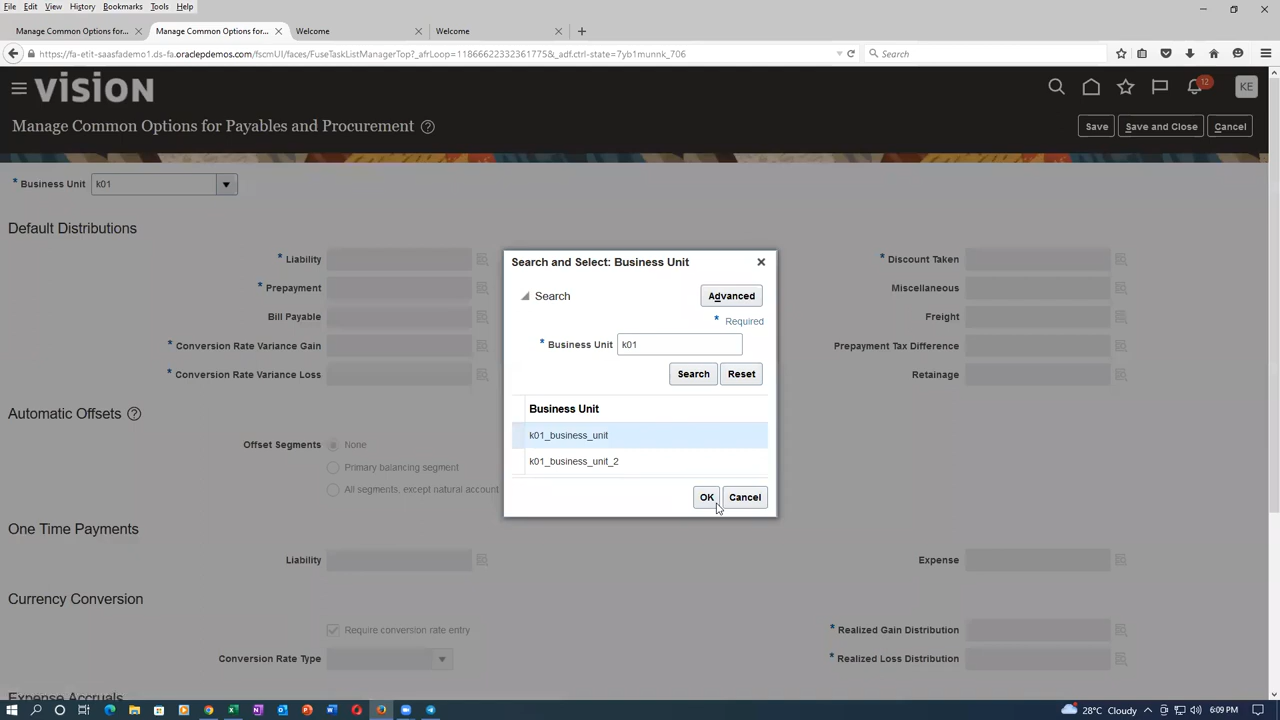 File Edit View History Bookmarks Tools Help
Manage Common Options for Pay... × Manage Common Options for Pay... × Welcome × Welcome × +
https://fa-etit-saasfademo1.ds-fa.oraclepdemos.com/fscmUI/faces/FuseTaskListManagerTop?_afrLoop=11866622332361775&_adf.ctrl-state=7yb1munnk_706 Search
VISION 12 KE
Manage Common Options for Payables and Procurement ? Save Save and Close Cancel
* Business Unit k01
Default Distributions
* Liability
* Prepayment
Bill Payable
* Conversion Rate Variance Gain
* Conversion Rate Variance Loss
* Discount Taken
Miscellaneous
Freight
Prepayment Tax Difference
Retainage
Search and Select: Business Unit ×
Search Advanced
* Required
* Business Unit k01
Search Reset
Business Unit
k01_business_unit
k01_business_unit_2
OK Cancel
Automatic Offsets ?
Offset Segments None
Primary balancing segment
All segments, except natural account
One Time Payments
Liability Expense
Currency Conversion
Require conversion rate entry * Realized Gain Distribution
Conversion Rate Type * Realized Loss Distribution
Expense Accruals
28°C Cloudy 6:09 PM